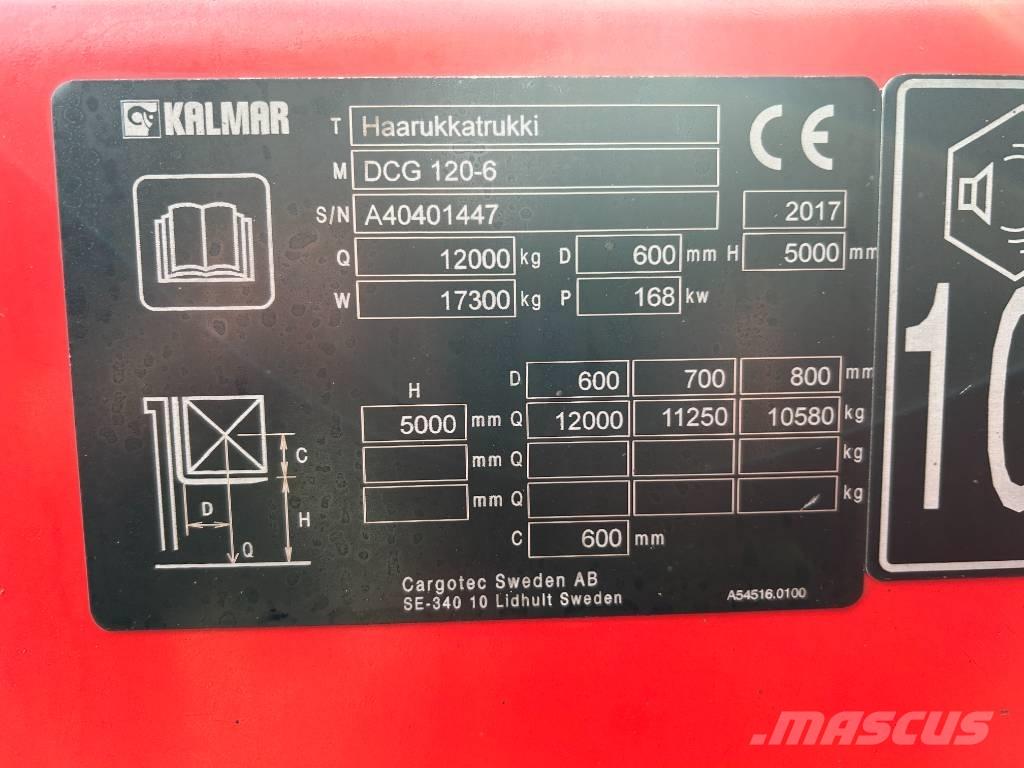 KALMAR
T Haarukkatrukki
M DCG 120-6
S/N A40401447 2017
Q 12000 kg D 600 mm H 5000 mm
W 17300 kg P 168 kw
CE
D 600 700 800 mm
H
5000 mm Q 12000 11250 10580 kg
mm Q kg
mm Q kg
C 600 mm
C
D
H
Q
Cargotec Sweden AB
SE-340 10 Lidhult Sweden
A54516.0100
10
MASCUS